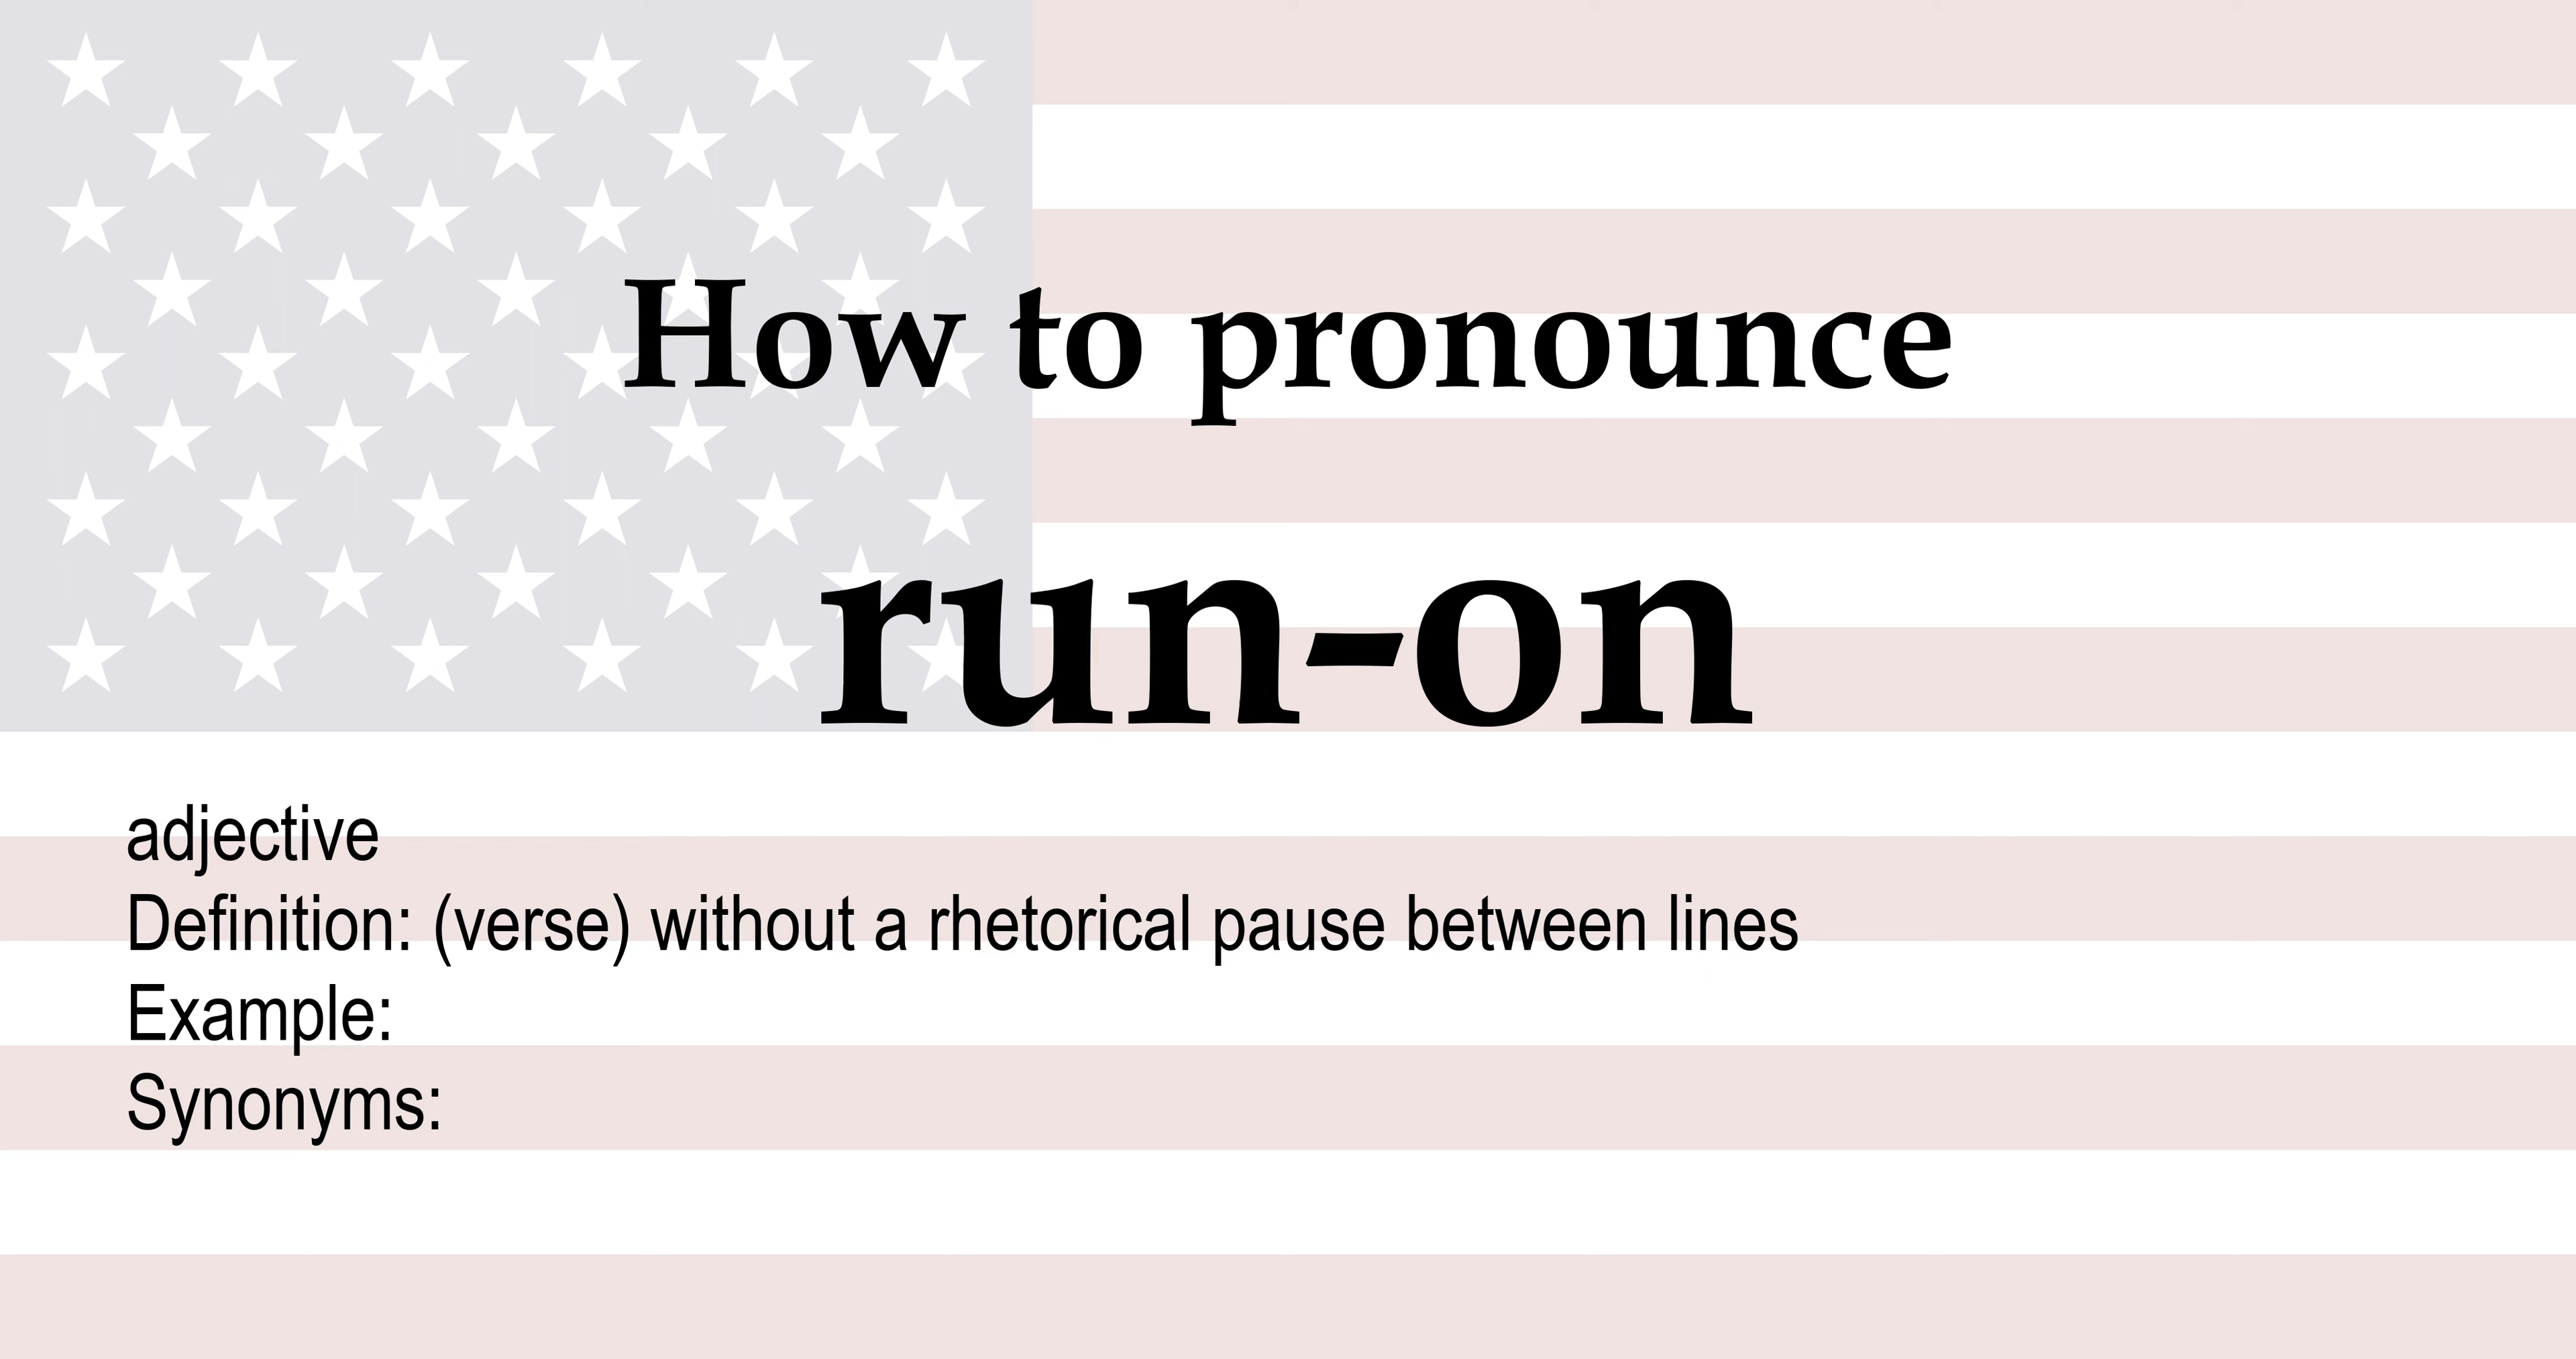 How to pronounce
run-on
adjective
Definition: (verse) without a rhetorical pause between lines
Example:
Synonyms: